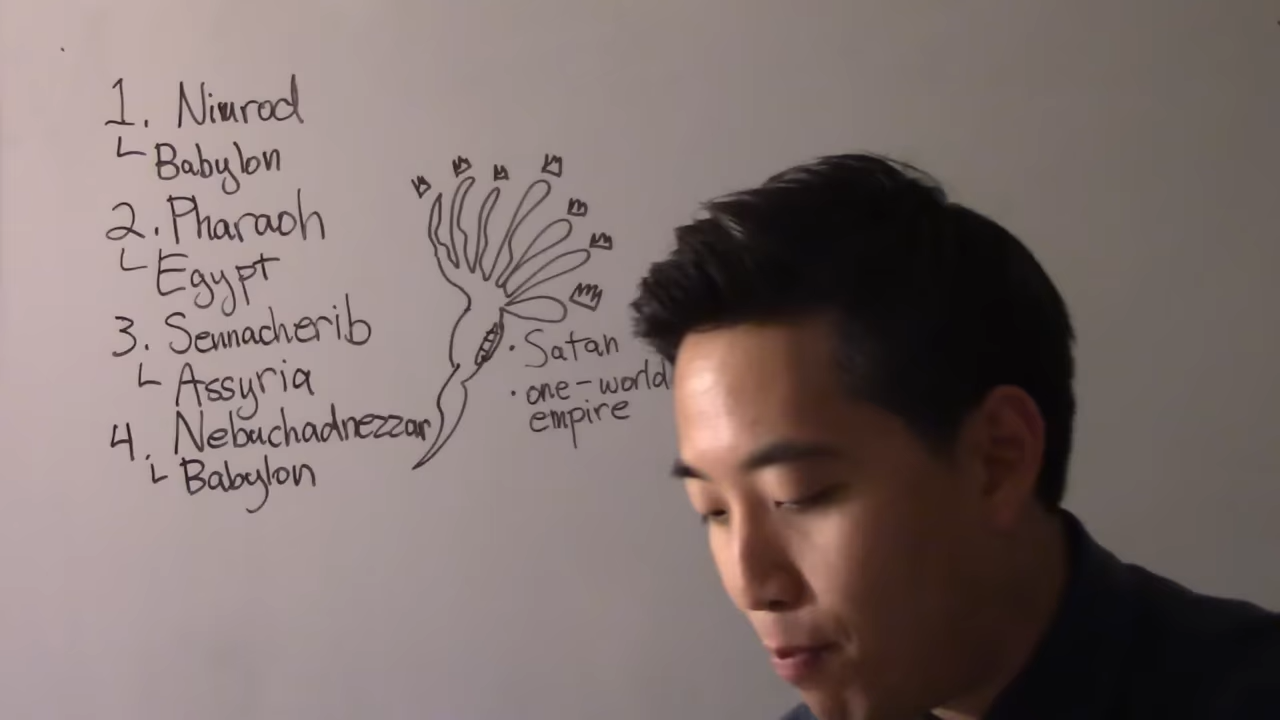 1. Nimrod
└ Babylon
2. Pharaoh
└ Egypt
3. Sennacherib
└ Assyria
4. Nebuchadnezzar
└ Babylon
· Satan
· one-world
empire